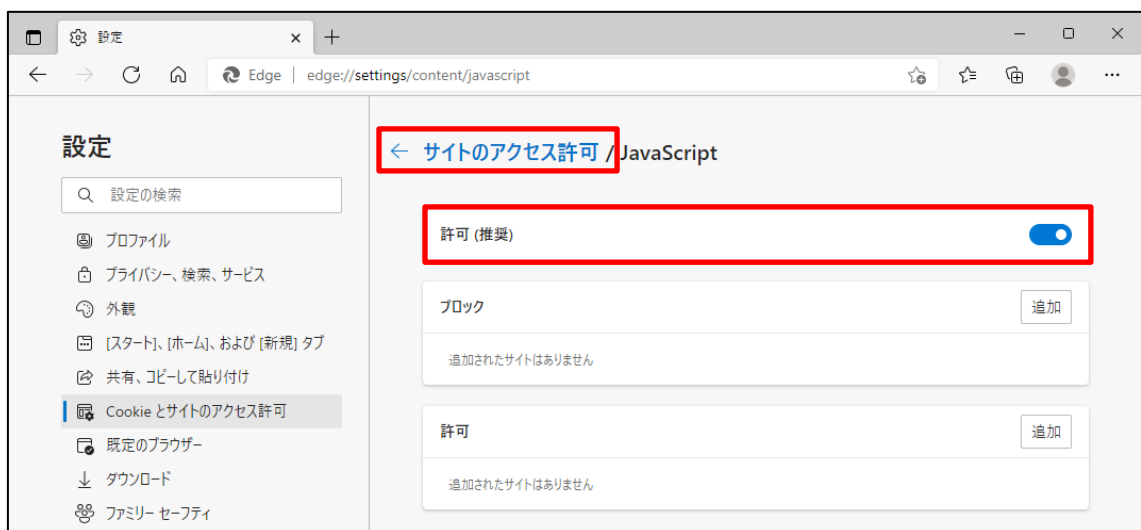 設定
Edge | edge://settings/content/javascript
設定
設定の検索
プロファイル
プライバシー、検索、サービス
外観
[スタート]、[ホーム]、および [新規] タブ
共有、コピーして貼り付け
Cookie とサイトのアクセス許可
既定のブラウザー
ダウンロード
ファミリー セーフティ
サイトのアクセス許可 / JavaScript
許可 (推奨)
ブロック
追加
追加されたサイトはありません
許可
追加
追加されたサイトはありません